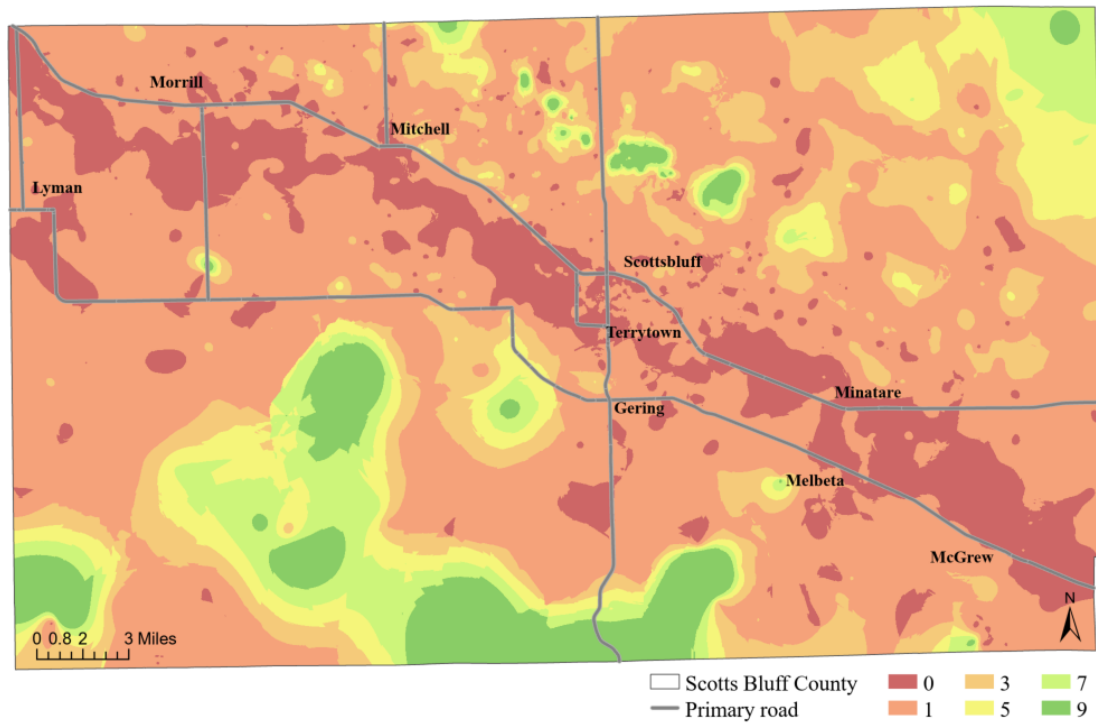 Morrill
Mitchell
Lyman
Scottsbluff
Terrytown
Minatare
Gering
Melbeta
McGrew
N
0 0.8 2 3 Miles
Scotts Bluff County 0 3 7
Primary road 1 5 9